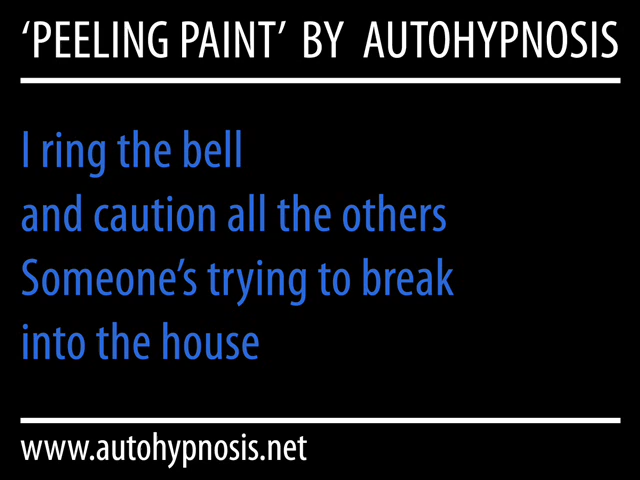 ‘PEELING PAINT’ BY AUTOHYPNOSIS
I ring the bell
and caution all the others
Someone’s trying to break
into the house
www.autohypnosis.net